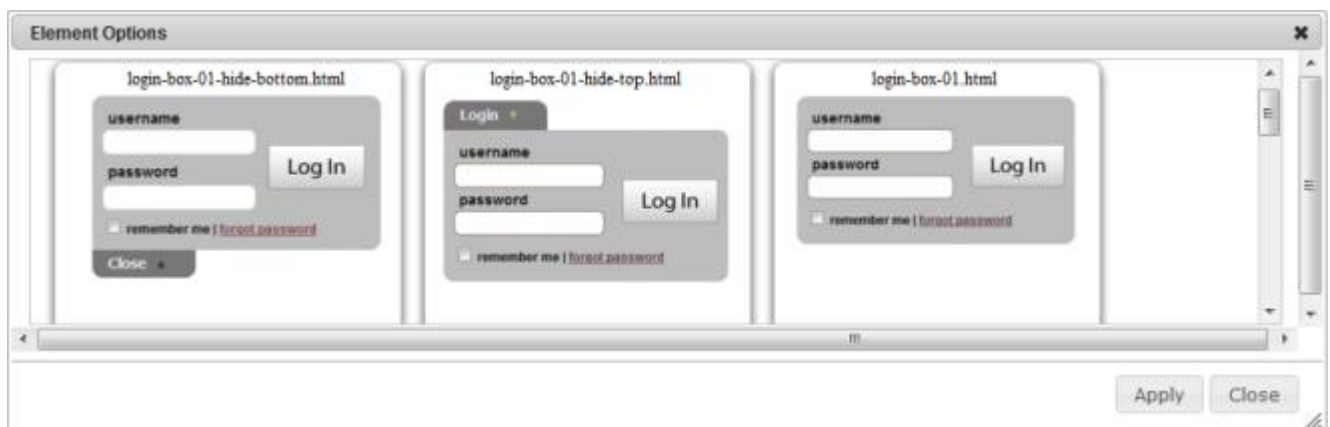 Element Options
login-box-01-hide-bottom.html
username
password
Log In
remember me | forgot password
Close
login-box-01-hide-top.html
Login
username
password
Log In
remember me | forgot password
login-box-01.html
username
password
Log In
remember me | forgot password
Apply
Close